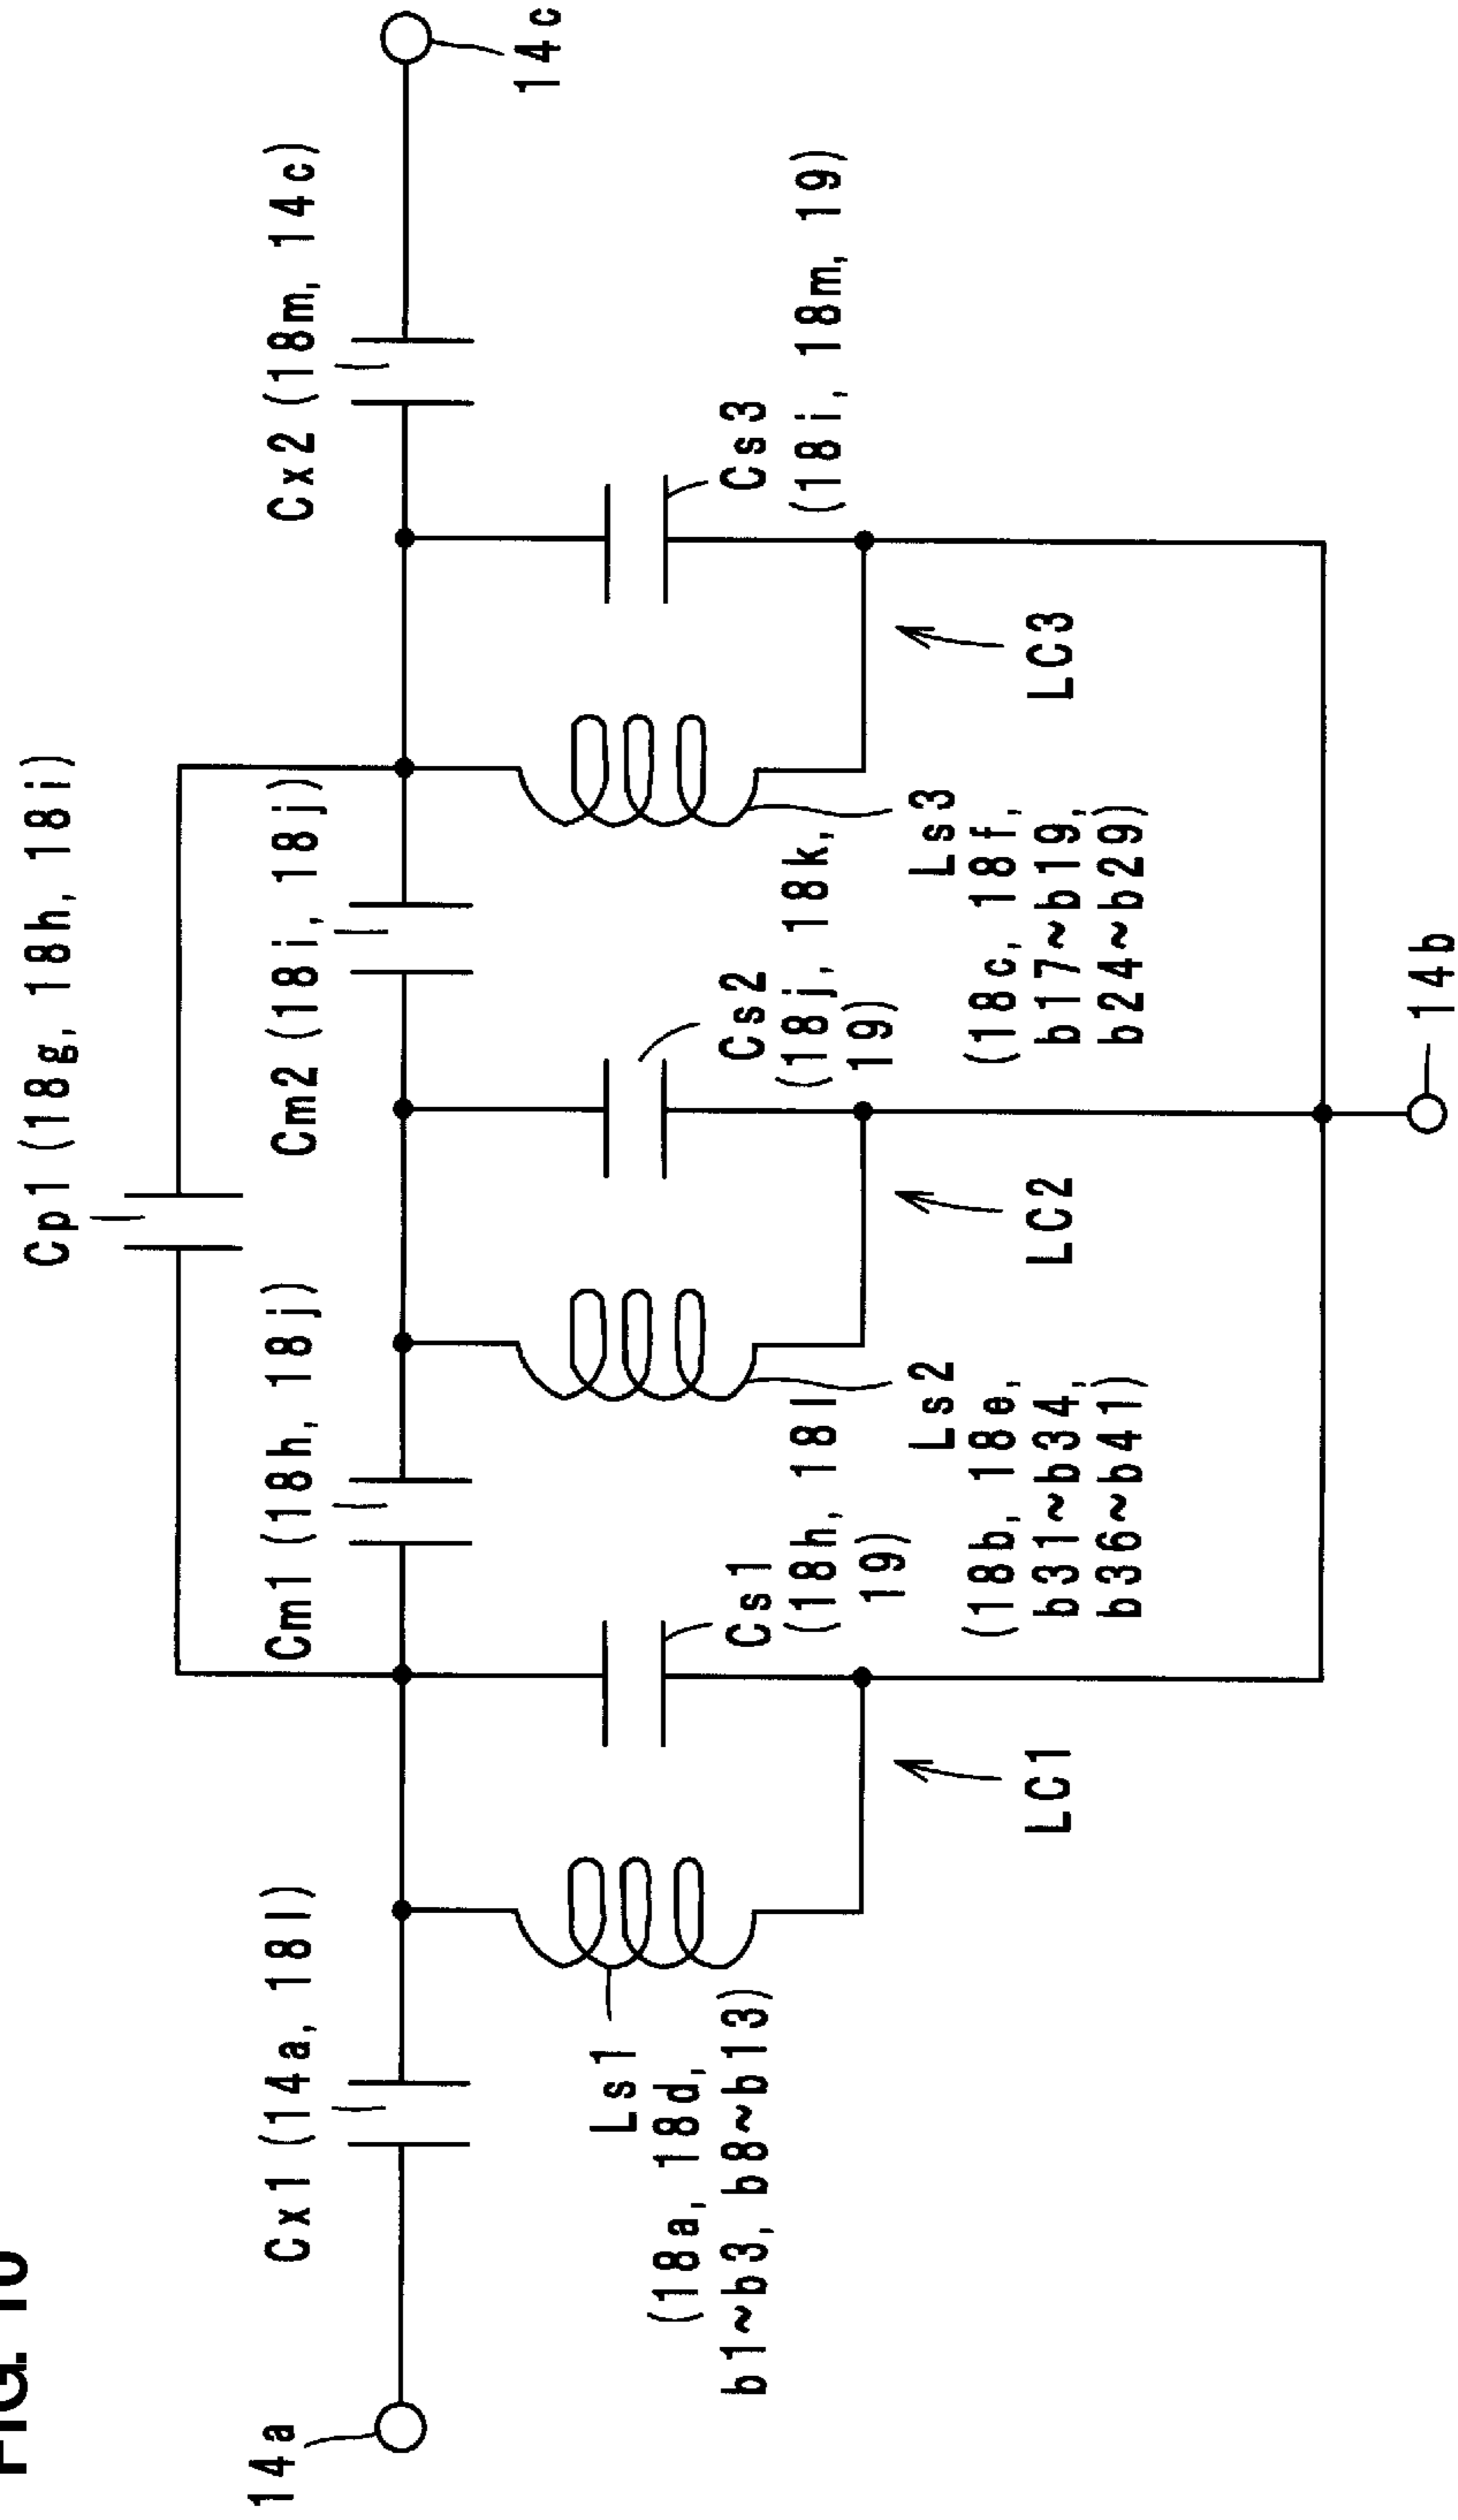 FIG. 10
Cp1 (18g, 18h, 18i)
14a
Cx1(14a, 18l)
Cm1 (18h, 18j)
Cm2 (18i, 18j)
Cx2 (18m, 14c)
14c
Ls1
(18a, 18d,
b1~b3, b8~b13)
Cs1
(18h, 18l
19)
Cs2
(18j, 18k,
19)
Cs3
(18i, 18m, 19)
Ls2
(18b, 18e,
b31~b34,
b36~b41)
Ls3
(18c, 18f,
b17~b19,
b24~b29)
LC1
LC2
LC3
14b